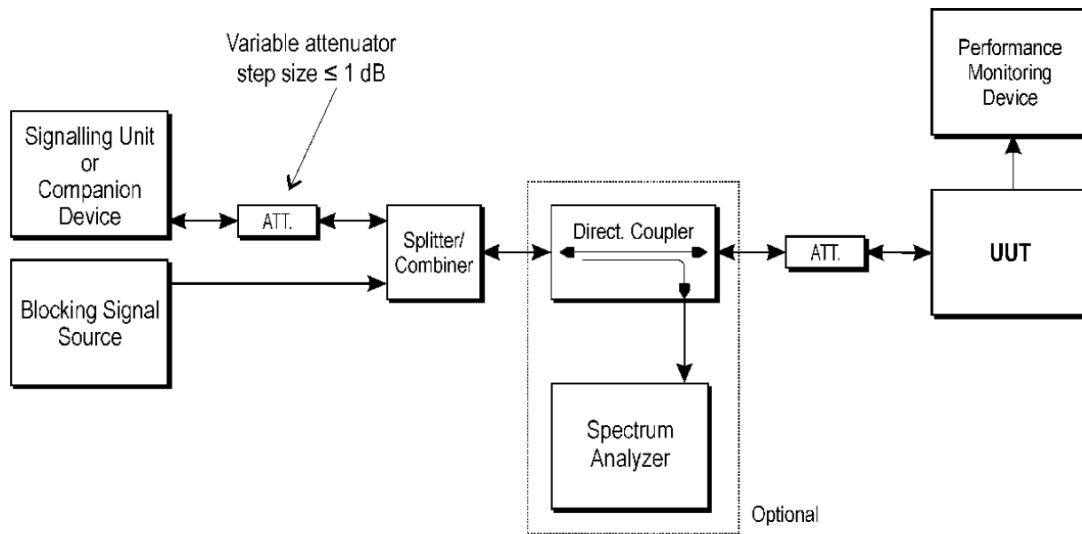 Variable attenuator
step size ≤ 1 dB
Performance
Monitoring
Device
Signalling Unit
or
Companion
Device
ATT.
Splitter/
Combiner
Direct. Coupler
ATT.
UUT
Blocking Signal
Source
Spectrum
Analyzer
Optional